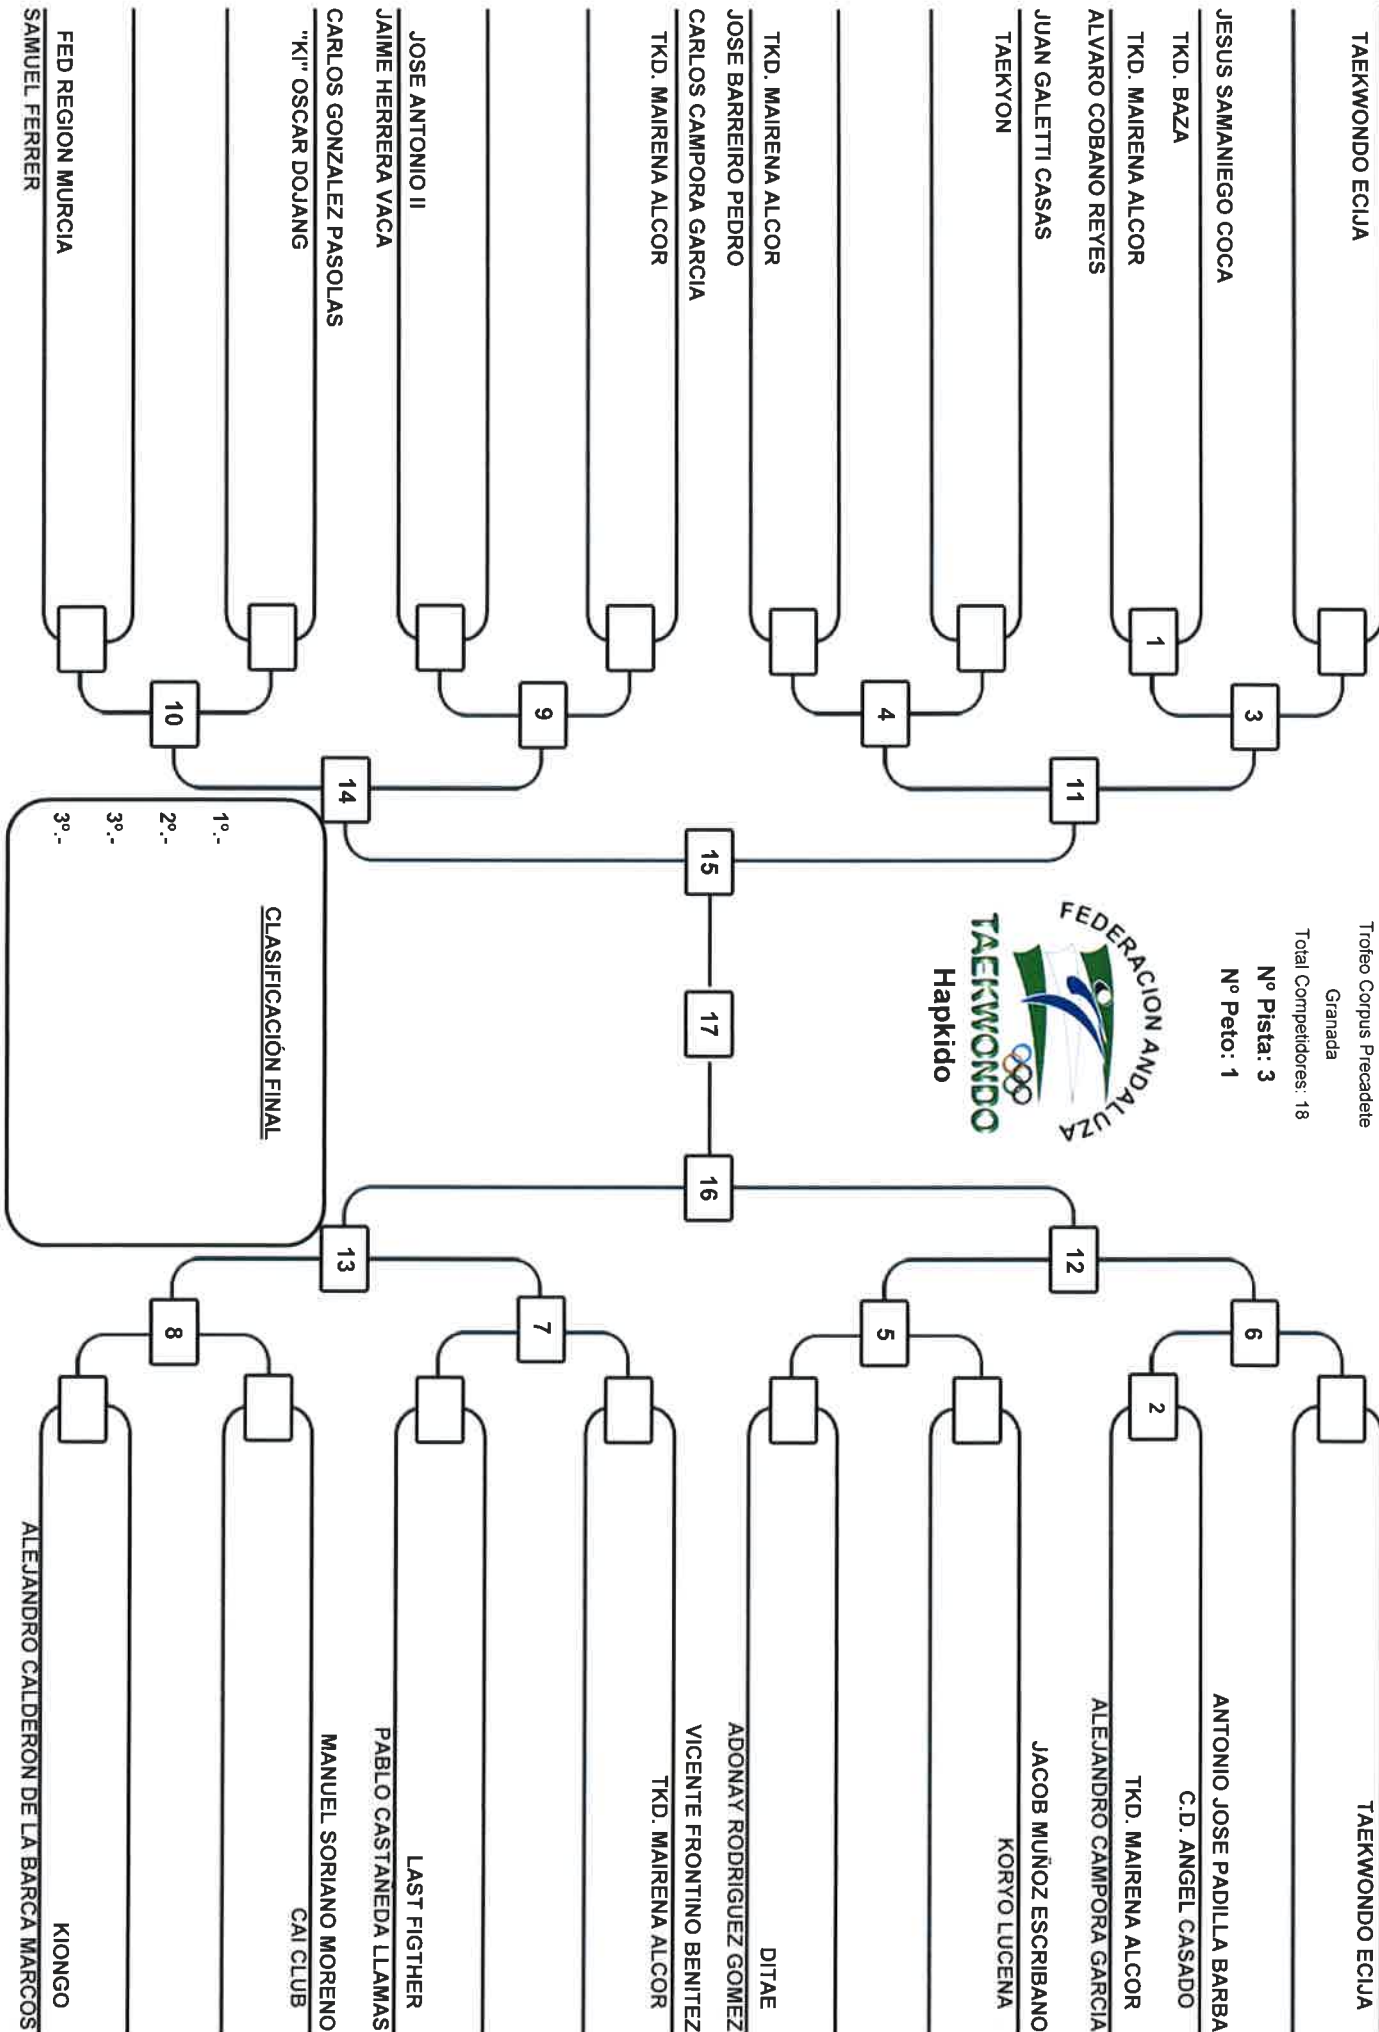 Trofeo Corpus Precadete
Granada
Total Competidores: 18
Nº Pista: 3
Nº Peto: 1
FEDERACION ANDALUZA
TAEKWONDO
Hapkido
TAEKWONDO ECIJA
JESUS SAMANIEGO COCA
TKD. BAZA
TKD. MAIRENA ALCOR
ALVARO COBANO REYES
JUAN GALETTI CASAS
TAEKYON
TKD. MAIRENA ALCOR
JOSE BARREIRO PEDRO
CARLOS CAMPORA GARCIA
TKD. MAIRENA ALCOR
JOSE ANTONIO II
JAIME HERRERA VACA
CARLOS GONZALEZ PASOLAS
"KI" OSCAR DOJANG
FED REGION MURCIA
SAMUEL FERRER
1
3
4
9
10
11
14
15
17
16
12
13
6
5
7
8
2
TAEKWONDO ECIJA
ANTONIO JOSE PADILLA BARBA
C.D. ANGEL CASADO
TKD. MAIRENA ALCOR
ALEJANDRO CAMPORA GARCIA
JACOB MUÑOZ ESCRIBANO
KORYO LUCENA
DITAE
ADONAY RODRIGUEZ GOMEZ
VICENTE FRONTINO BENITEZ
TKD. MAIRENA ALCOR
LAST FIGTHER
PABLO CASTAÑEDA LLAMAS
MANUEL SORIANO MORENO
CAI CLUB
KIONGO
ALEJANDRO CALDERON DE LA BARCA MARCOS
CLASIFICACIÓN FINAL
1º.-
2º.-
3º.-
3º.-